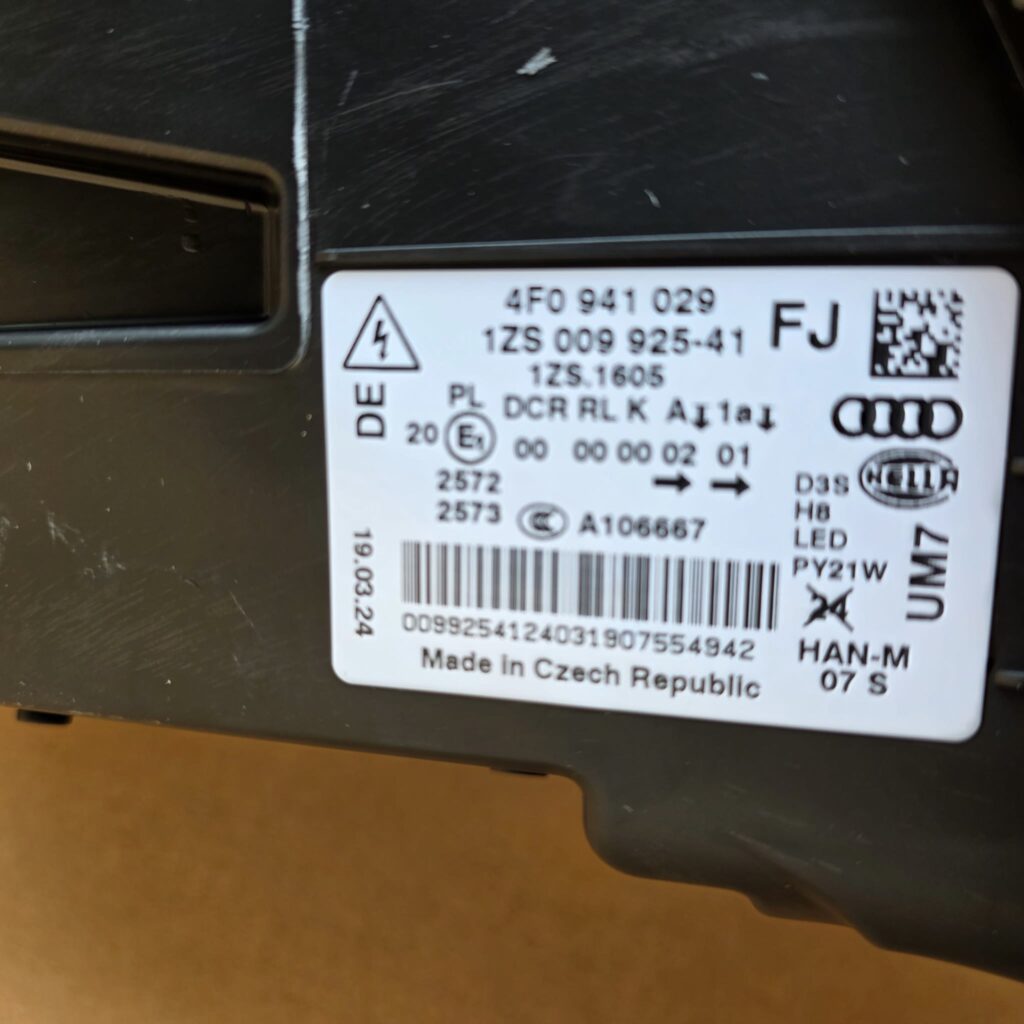 4F0 941 029
1ZS 009 925-41
1ZS.1605
FJ
DE
PL DCR RL K A↧ 1a↧
20 E1 00 00 00 02 01
2572 → →
2573 CCC A106667
D3S
H8
LED
PY21W
24
HELLA
UM7
19.03.24
0099254124031907554942
Made in Czech Republic
HAN-M
07 S